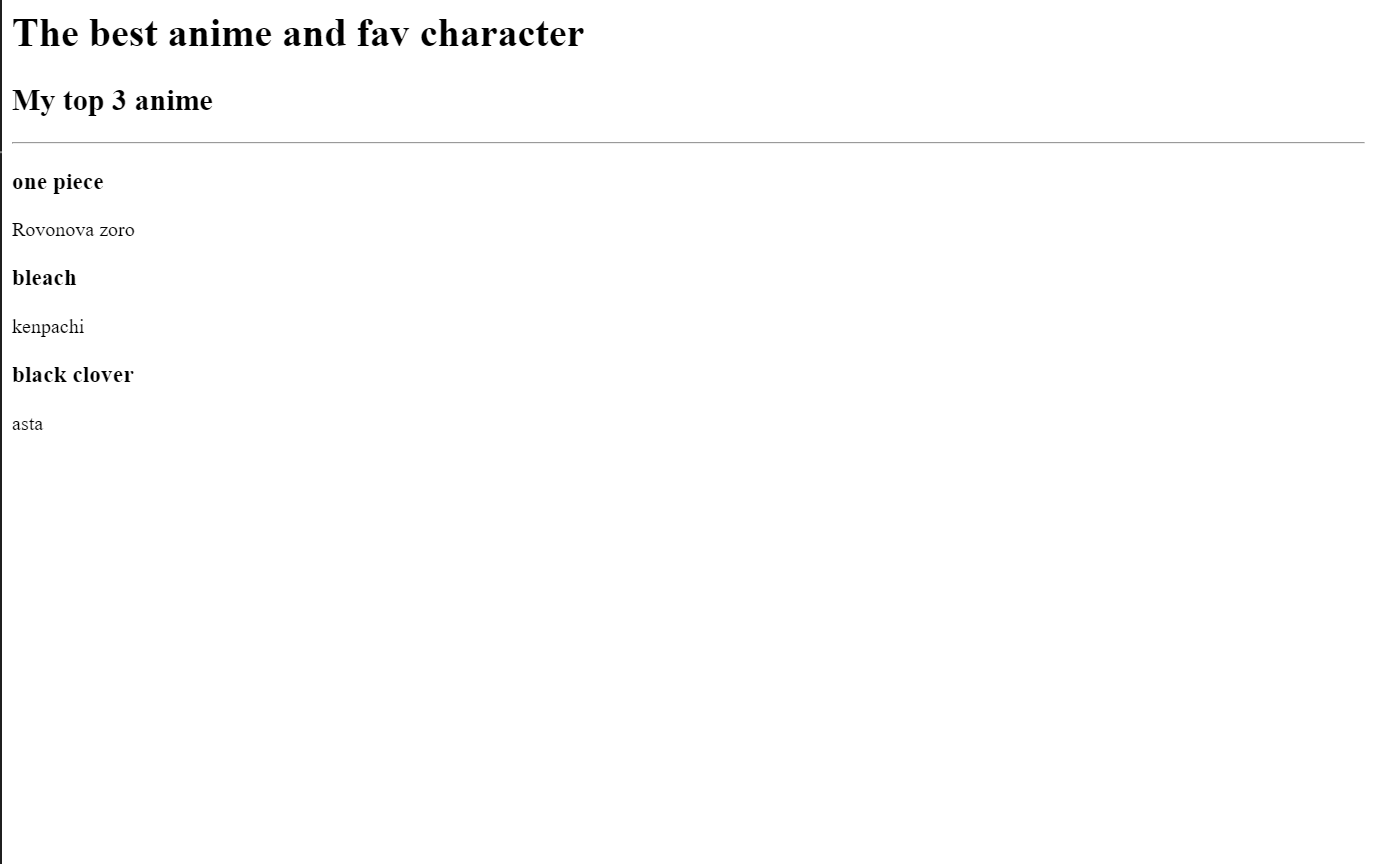 The best anime and fav character
My top 3 anime
one piece
Rovonova zoro
bleach
kenpachi
black clover
asta